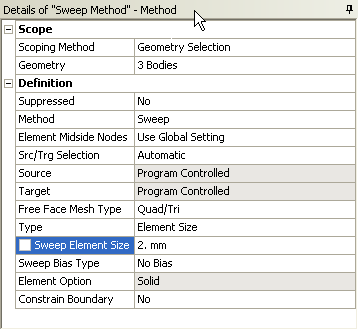 Details of "Sweep Method" - Method
Scope
Scoping Method Geometry Selection
Geometry 3 Bodies
Definition
Suppressed No
Method Sweep
Element Midside Nodes Use Global Setting
Src/Trg Selection Automatic
Source Program Controlled
Target Program Controlled
Free Face Mesh Type Quad/Tri
Type Element Size
Sweep Element Size 2. mm
Sweep Bias Type No Bias
Element Option Solid
Constrain Boundary No